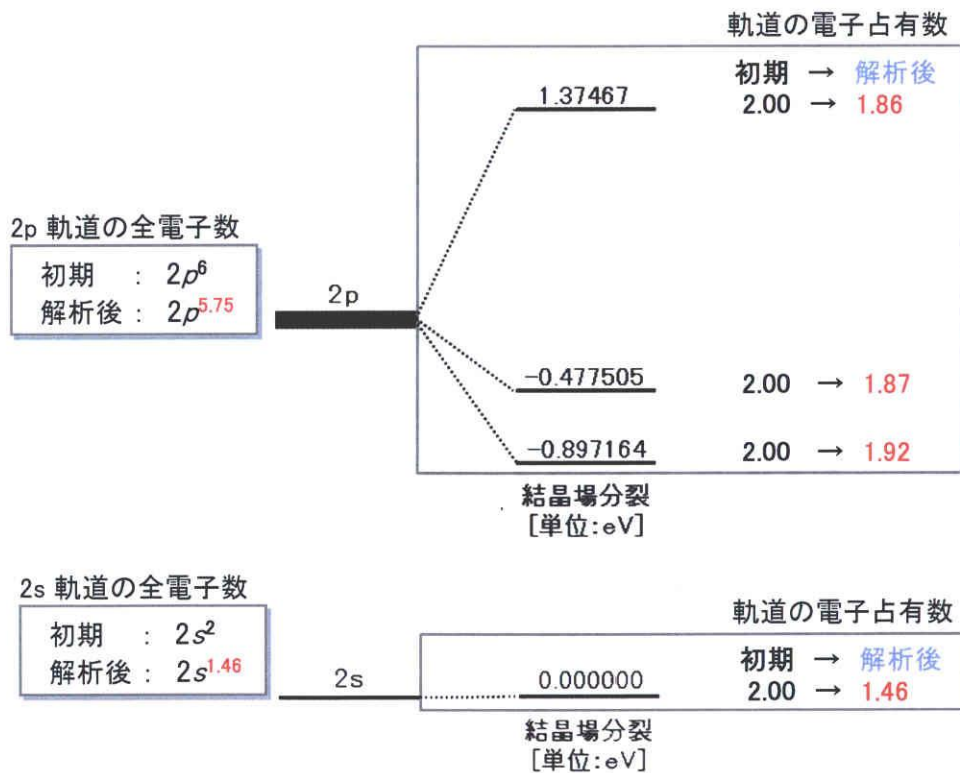 軌道の電子占有数
初期 → 解析後
1.37467
2.00 → 1.86
2p 軌道の全電子数
初期 : 2p⁶
解析後 : 2p⁵·⁷⁵
2p
-0.477505
2.00 → 1.87
-0.897164
2.00 → 1.92
結晶場分裂
[単位:eV]
2s 軌道の全電子数
初期 : 2s²
解析後 : 2s¹·⁴⁶
軌道の電子占有数
初期 → 解析後
2s
0.000000
2.00 → 1.46
結晶場分裂
[単位:eV]